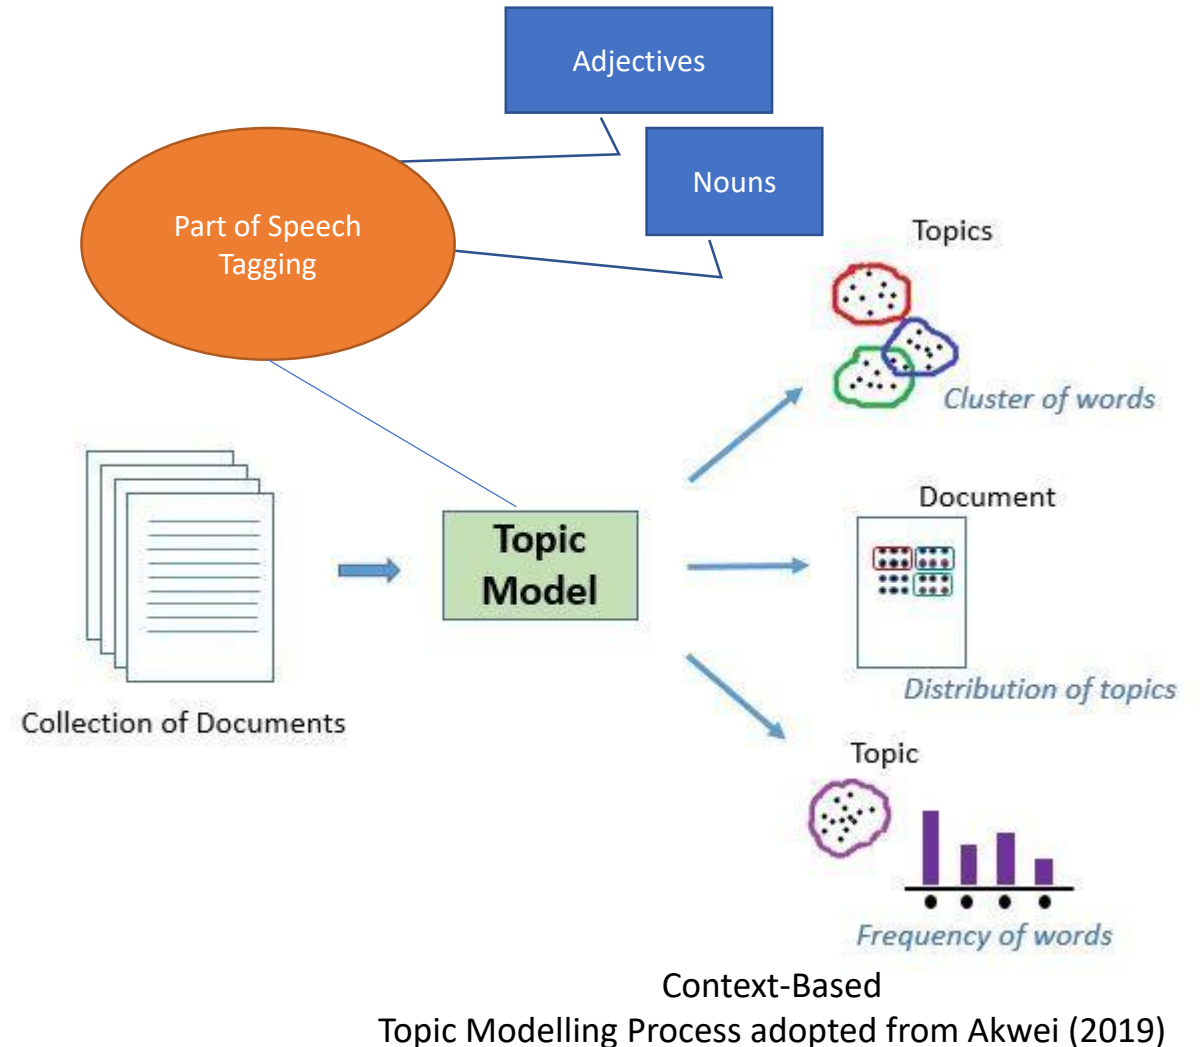 Adjectives
Nouns
Part of Speech
Tagging
Topics
Cluster of words
Document
Topic
Model
Distribution of topics
Collection of Documents
Topic
Frequency of words
Context-Based
Topic Modelling Process adopted from Akwei (2019)